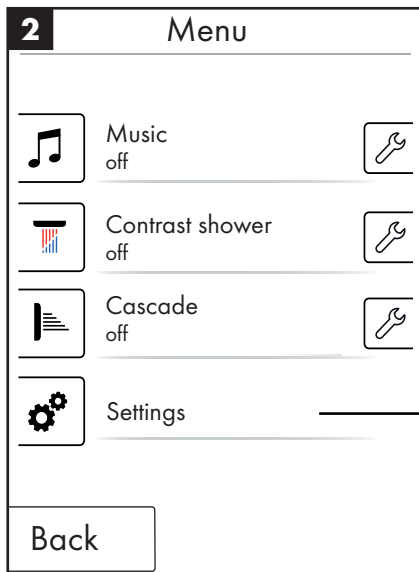 2
Menu
Music
off
Contrast shower
off
Cascade
off
Settings
Back